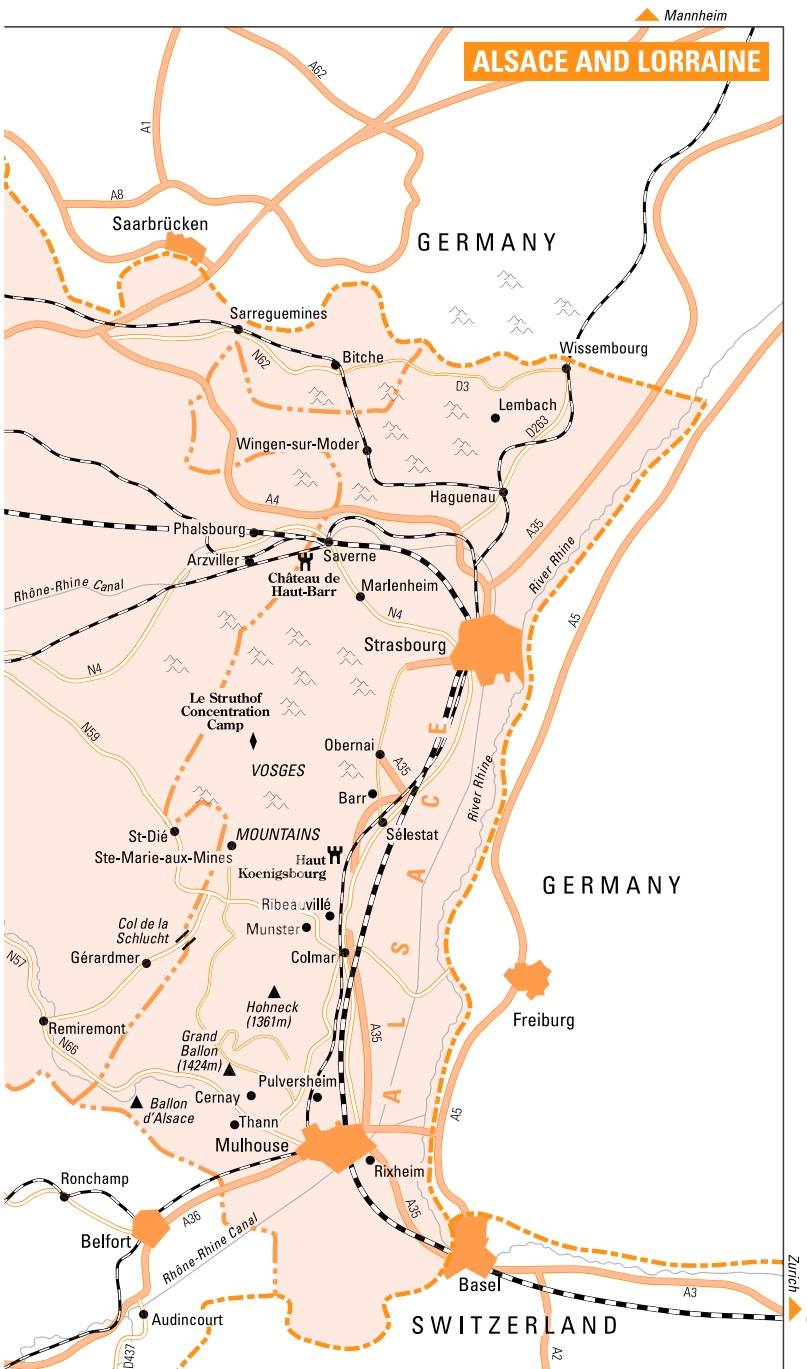 Mannheim
ALSACE AND LORRAINE
A62
A1
A8
Saarbrücken
GERMANY
Sarreguemines
Wissembourg
N62
Bitche
D3
Lembach
D263
Wingen-sur-Moder
Haguenau
A4
A35
Phalsbourg
Saverne
Arzviller
Château de
Haut-Barr
River Rhine
Rhône-Rhine Canal
Marlenheim
N4
A5
Strasbourg
N4
Le Struthof
Concentration
Camp
N59
Obernai
A35
VOSGES
River Rhine
Barr
St-Dié
MOUNTAINS
Sélestat
Ste-Marie-aux-Mines
Haut
Koenigsbourg
GERMANY
ALSACE
Ribeauvillé
Munster
Col de la
Schlucht
Colmar
Gérardmer
N57
Hohneck
(1361m)
Freiburg
Remiremont
N66
Grand
Ballon
(1424m)
A35
Pulversheim
Cernay
Ballon
d'Alsace
Thann
A5
Mulhouse
Rixheim
Ronchamp
A36
A35
Belfort
Rhône-Rhine Canal
Basel
Zurich
A3
Audincourt
SWITZERLAND
D437
A2